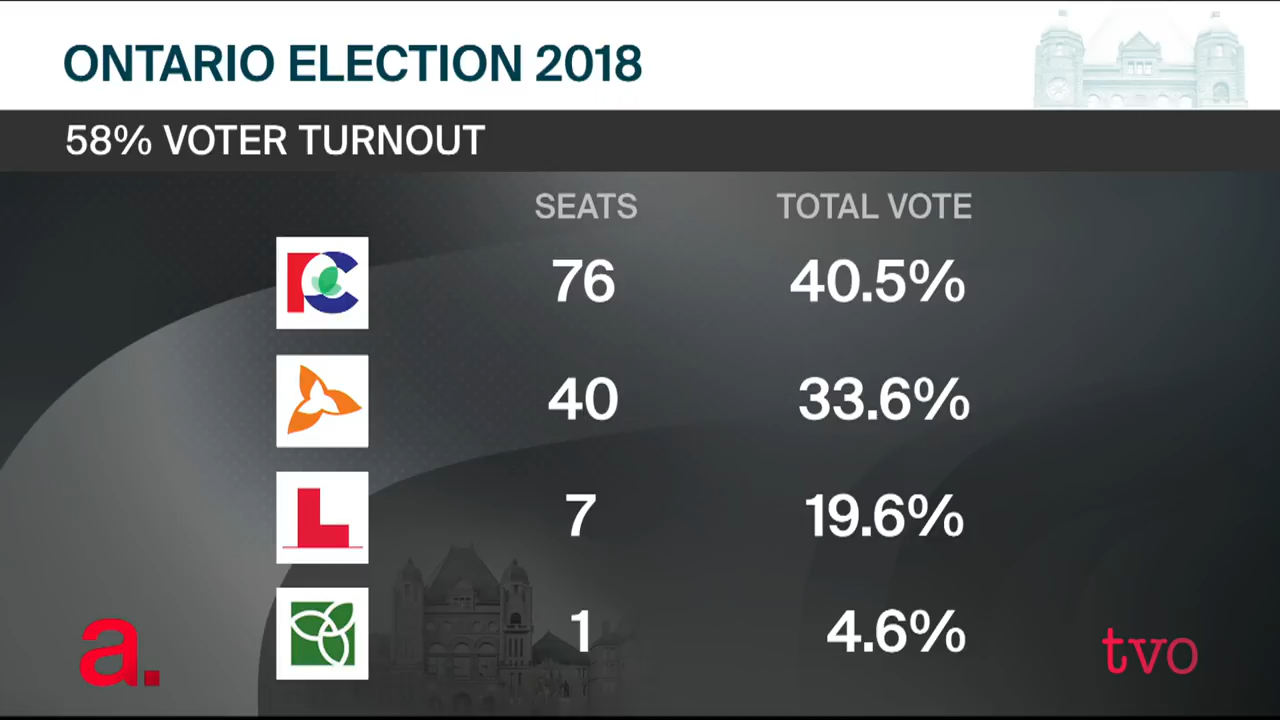 ONTARIO ELECTION 2018
58% VOTER TURNOUT
SEATS TOTAL VOTE
PC 76 40.5%
40 33.6%
L 7 19.6%
1 4.6%
a. tvo